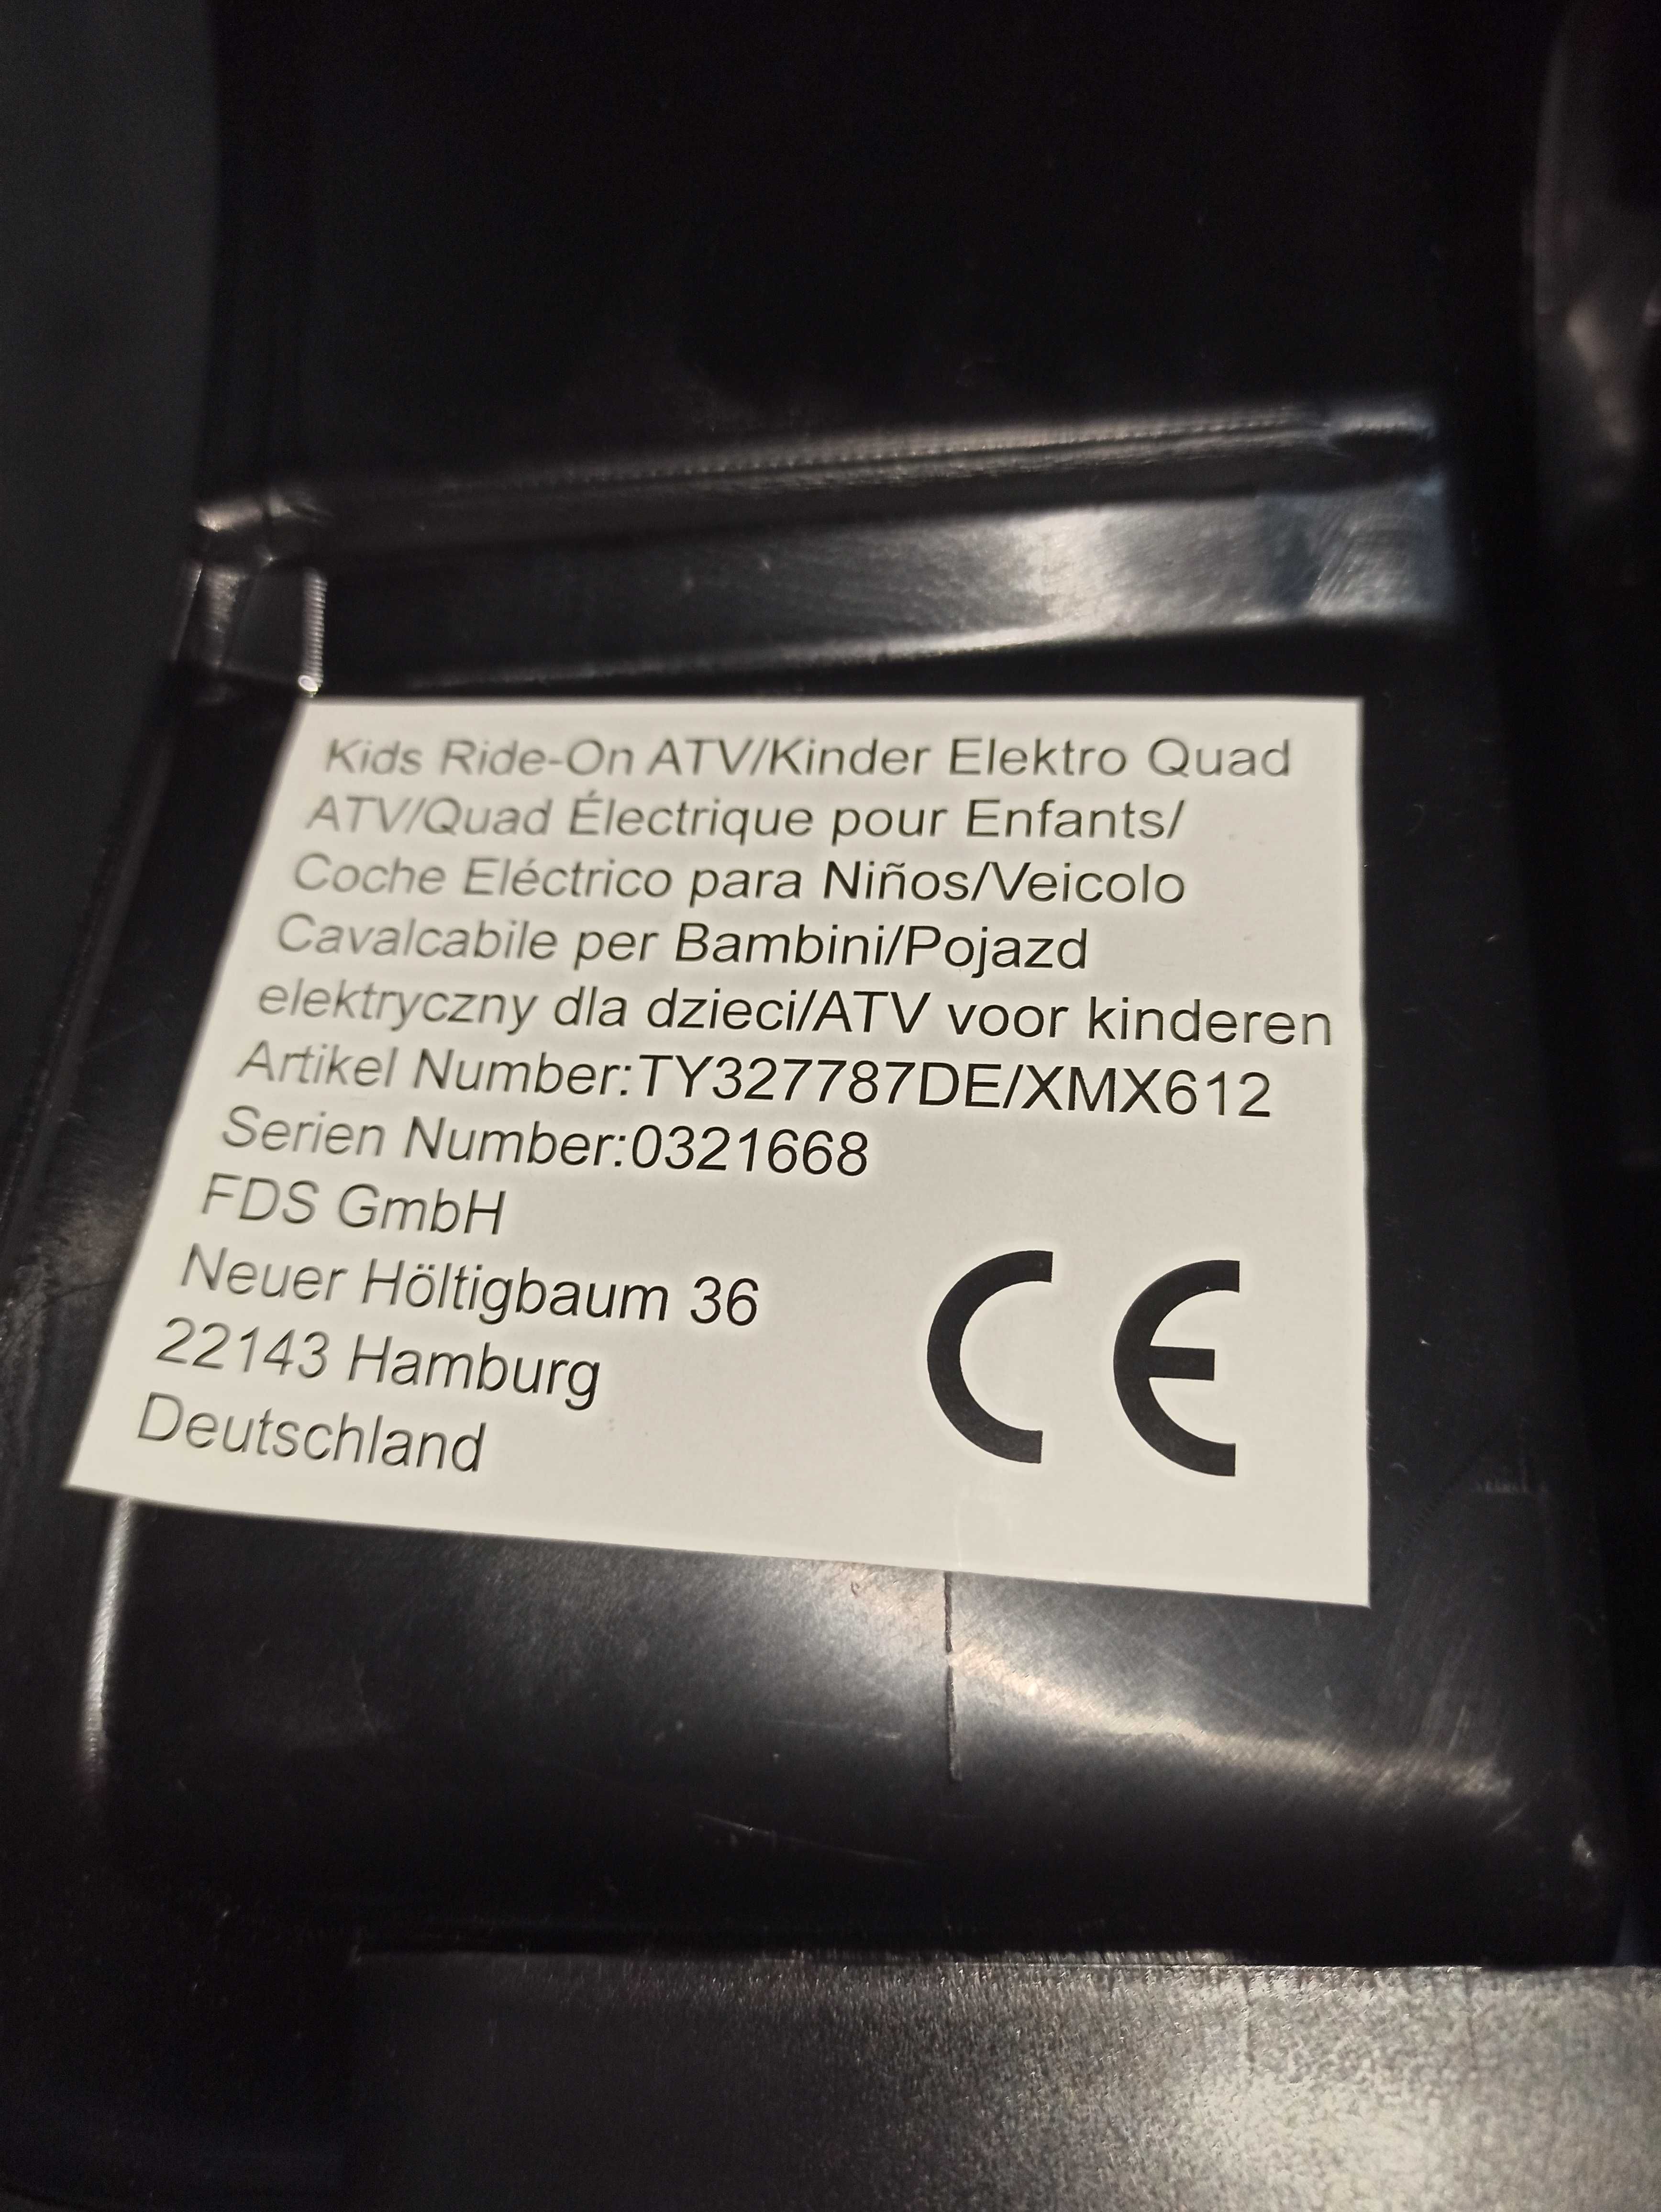 Kids Ride-On ATV/Kinder Elektro Quad
ATV/Quad Électrique pour Enfants/
Coche Eléctrico para Niños/Veicolo
Cavalcabile per Bambini/Pojazd
elektryczny dla dzieci/ATV voor kinderen
Artikel Number:TY327787DE/XMX612
Serien Number:0321668
FDS GmbH
Neuer Höltigbaum 36
22143 Hamburg
Deutschland
CE